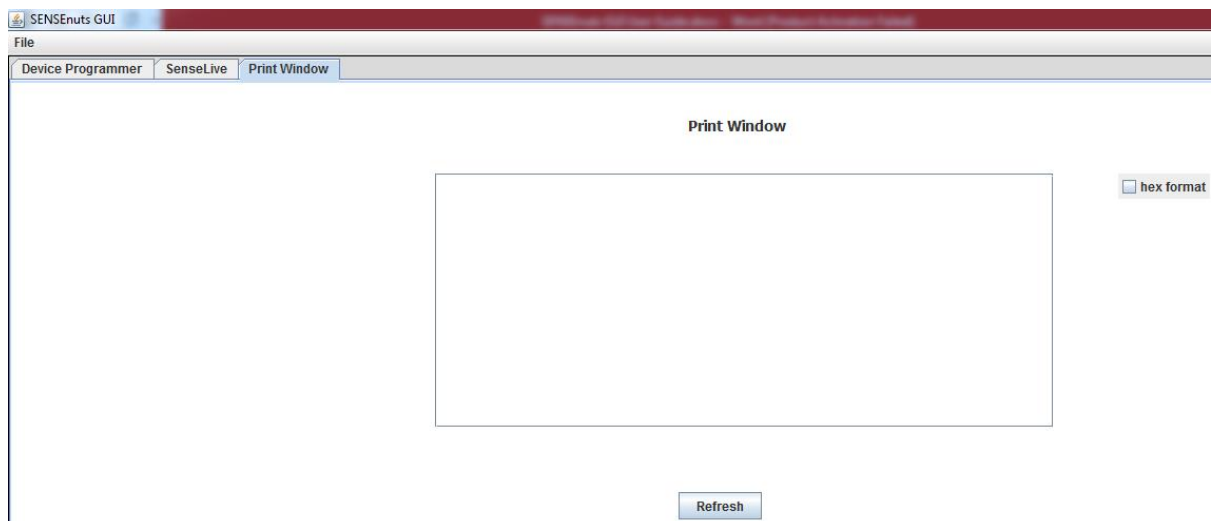 SENSEnuts GUI
File
Device Programmer SenseLive Print Window
Print Window
hex format
Refresh